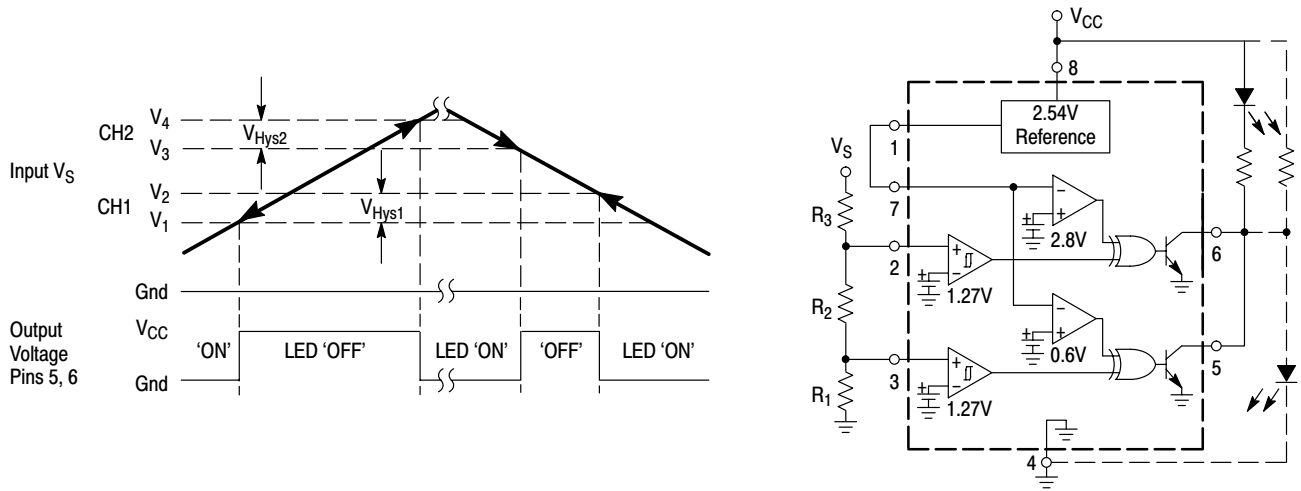 Input VS
CH2
V4
V3
VHys2
CH1
V2
V1
VHys1
Gnd
Output
Voltage
Pins 5, 6
VCC
Gnd
'ON'
LED 'OFF'
LED 'ON'
'OFF'
LED 'ON'
VCC
8
2.54V
Reference
1
VS
7
R3
2.8V
6
2
1.27V
R2
0.6V
5
3
1.27V
R1
4